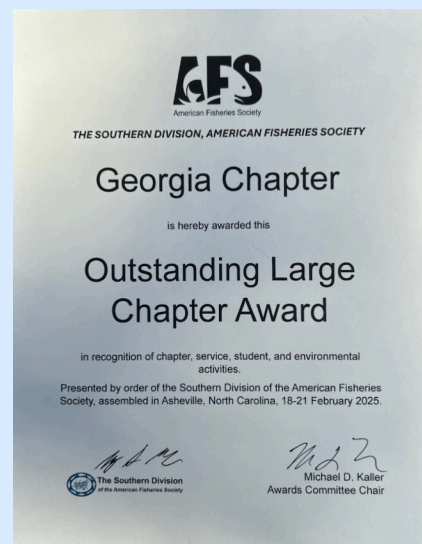 AFS
American Fisheries Society
THE SOUTHERN DIVISION, AMERICAN FISHERIES SOCIETY
Georgia Chapter
is hereby awarded this
Outstanding Large
Chapter Award
in recognition of chapter, service, student, and environmental
activities.
Presented by order of the Southern Division of the American Fisheries
Society, assembled in Asheville, North Carolina, 18-21 February 2025.
The Southern Division
of the American Fisheries Society
Michael D. Kaller
Awards Committee Chair